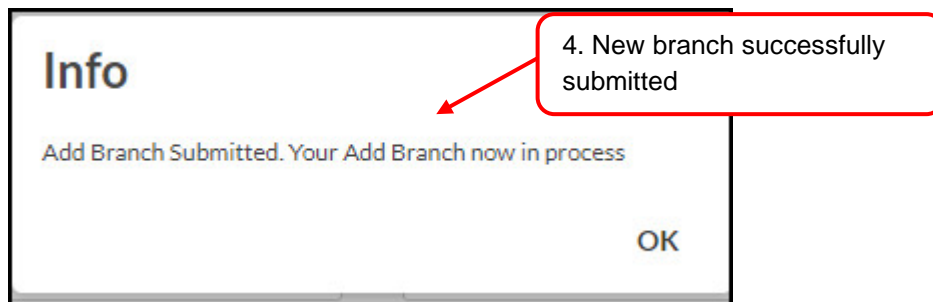 Info
4. New branch successfully
submitted
Add Branch Submitted. Your Add Branch now in process
OK